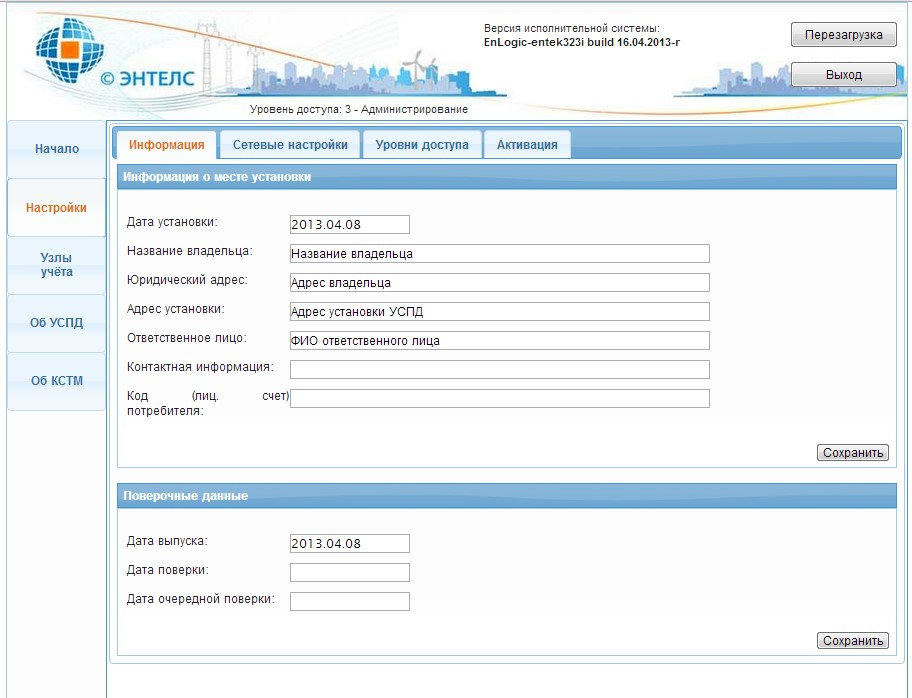 © ЭНТЕЛС
Версия исполнительной системы:
EnLogic-entek323i build 16.04.2013-r
Перезагрузка
Выход
Уровень доступа: 3 - Администрирование
Начало
Настройки
Узлы
учёта
Об УСПД
Об КСТМ
Информация
Сетевые настройки
Уровни доступа
Активация
Информация о месте установки
Дата установки: 2013.04.08
Название владельца: Название владельца
Юридический адрес: Адрес владельца
Адрес установки: Адрес установки УСПД
Ответственное лицо: ФИО ответственного лица
Контактная информация:
Код (лиц. счет)
потребителя:
Сохранить
Поверочные данные
Дата выпуска: 2013.04.08
Дата поверки:
Дата очередной поверки:
Сохранить